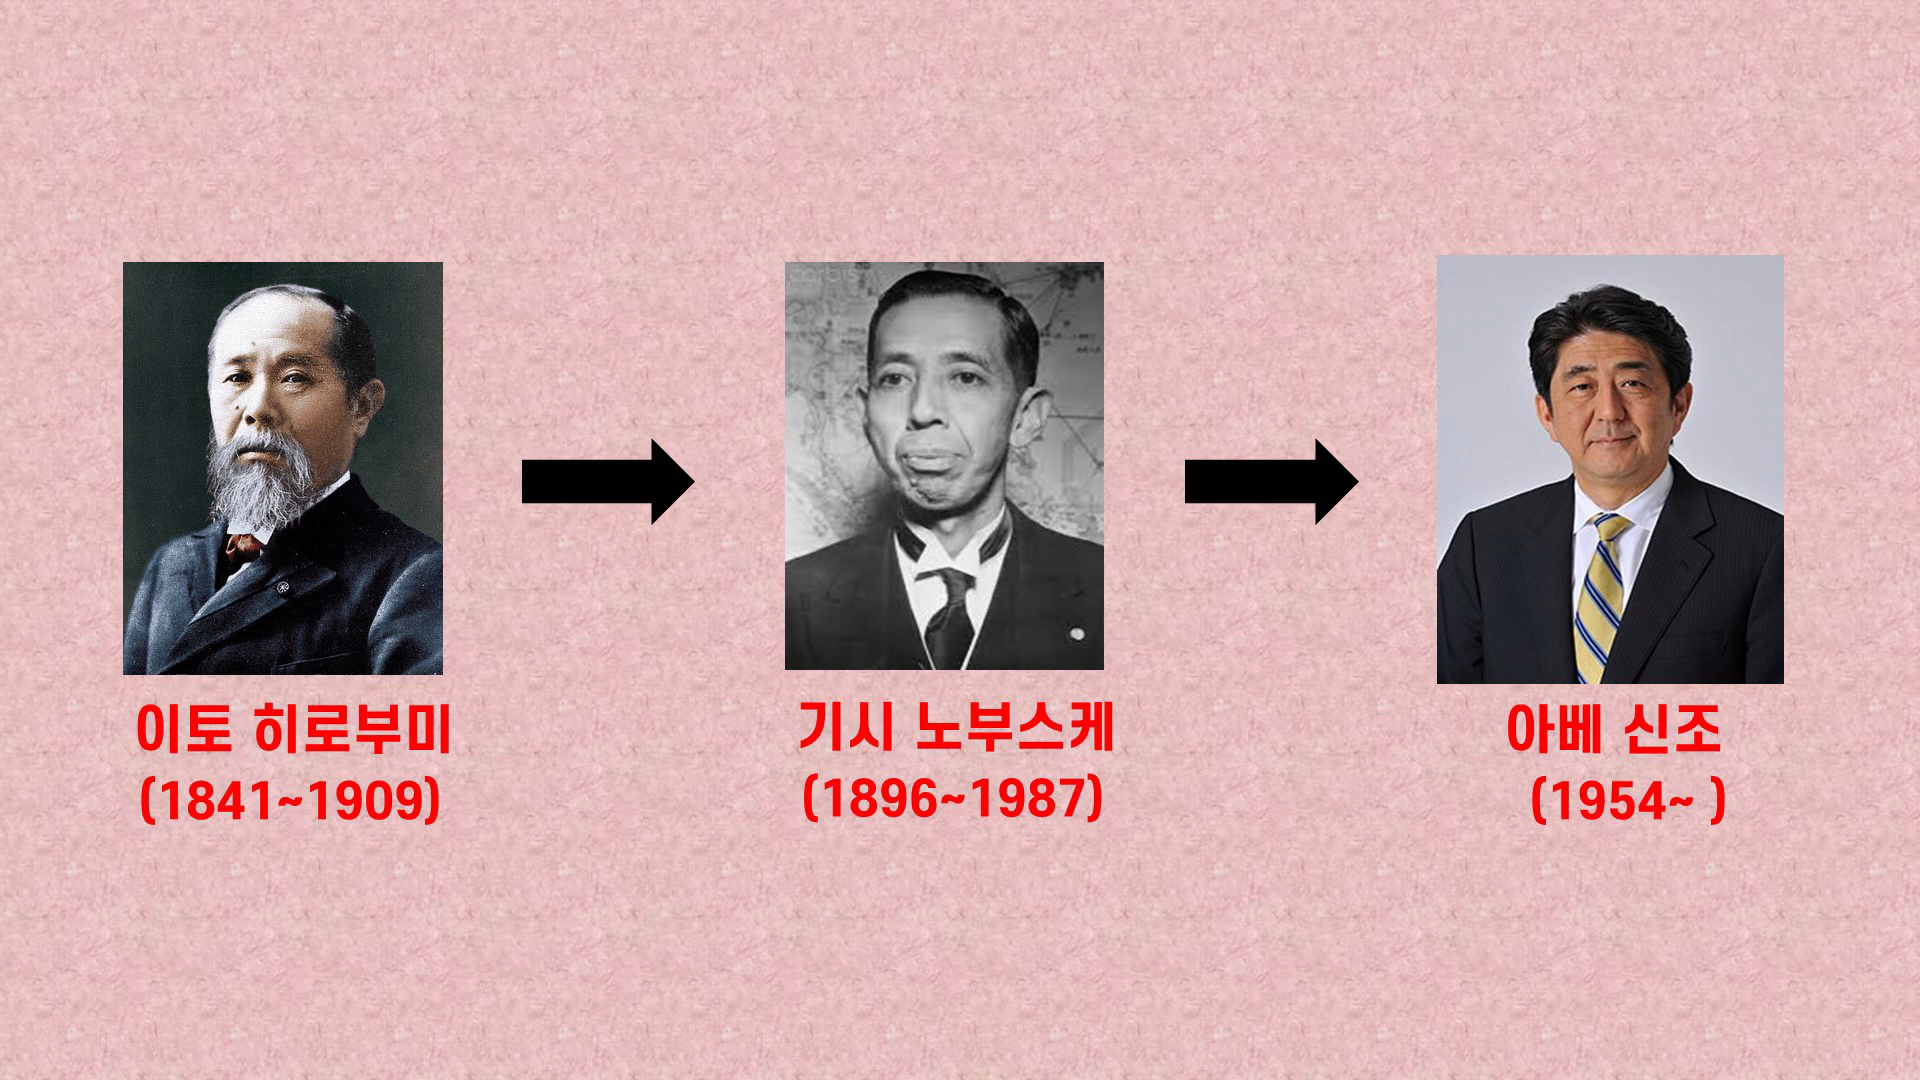 이토 히로부미
(1841~1909)
기시 노부스케
(1896~1987)
아베 신조
(1954~ )